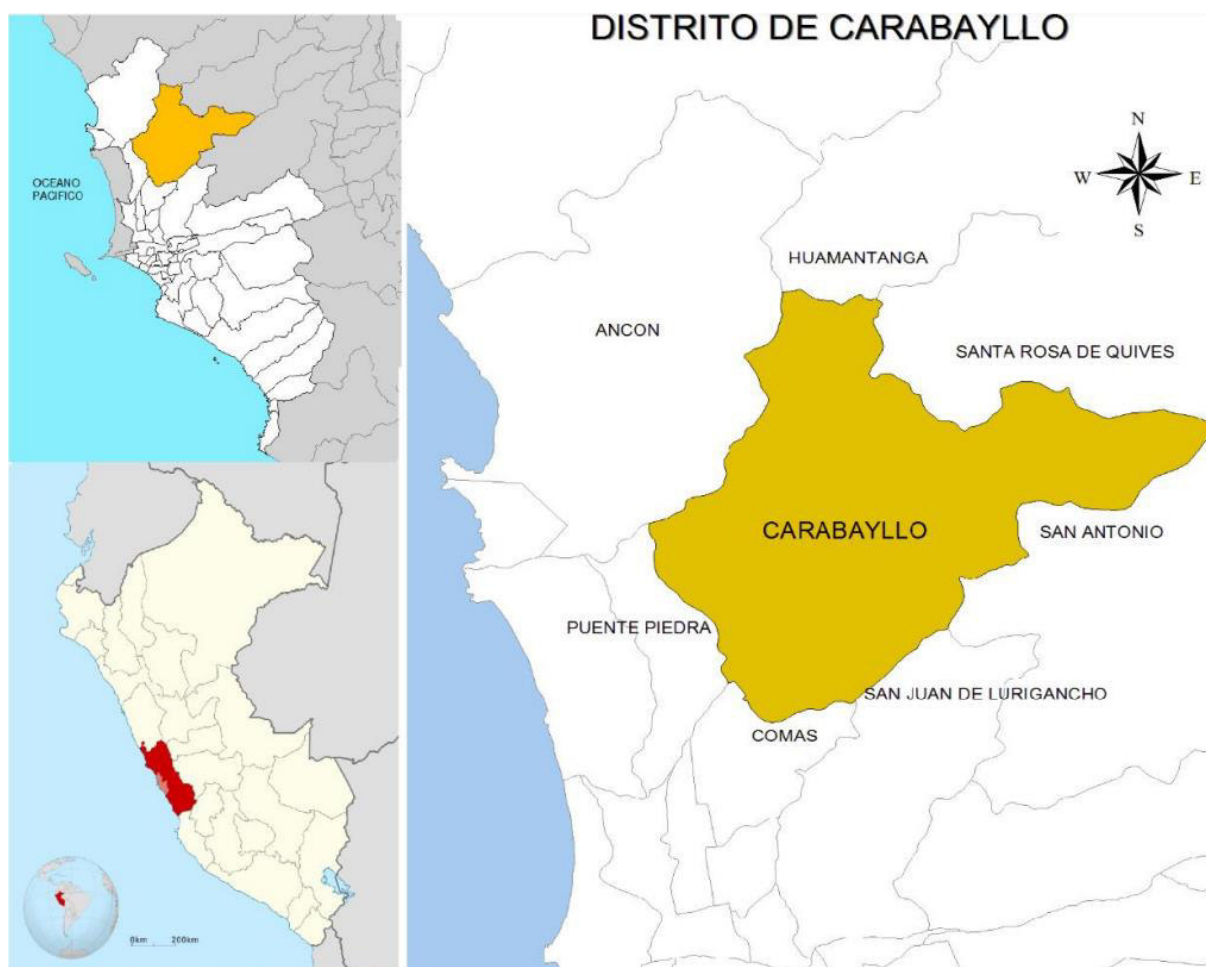 DISTRITO DE CARABAYLLO
OCEANO
PACIFICO
N
W
E
S
HUAMANTANGA
ANCON
SANTA ROSA DE QUIVES
CARABAYLLO
SAN ANTONIO
PUENTE PIEDRA
SAN JUAN DE LURIGANCHO
COMAS
0km 200km